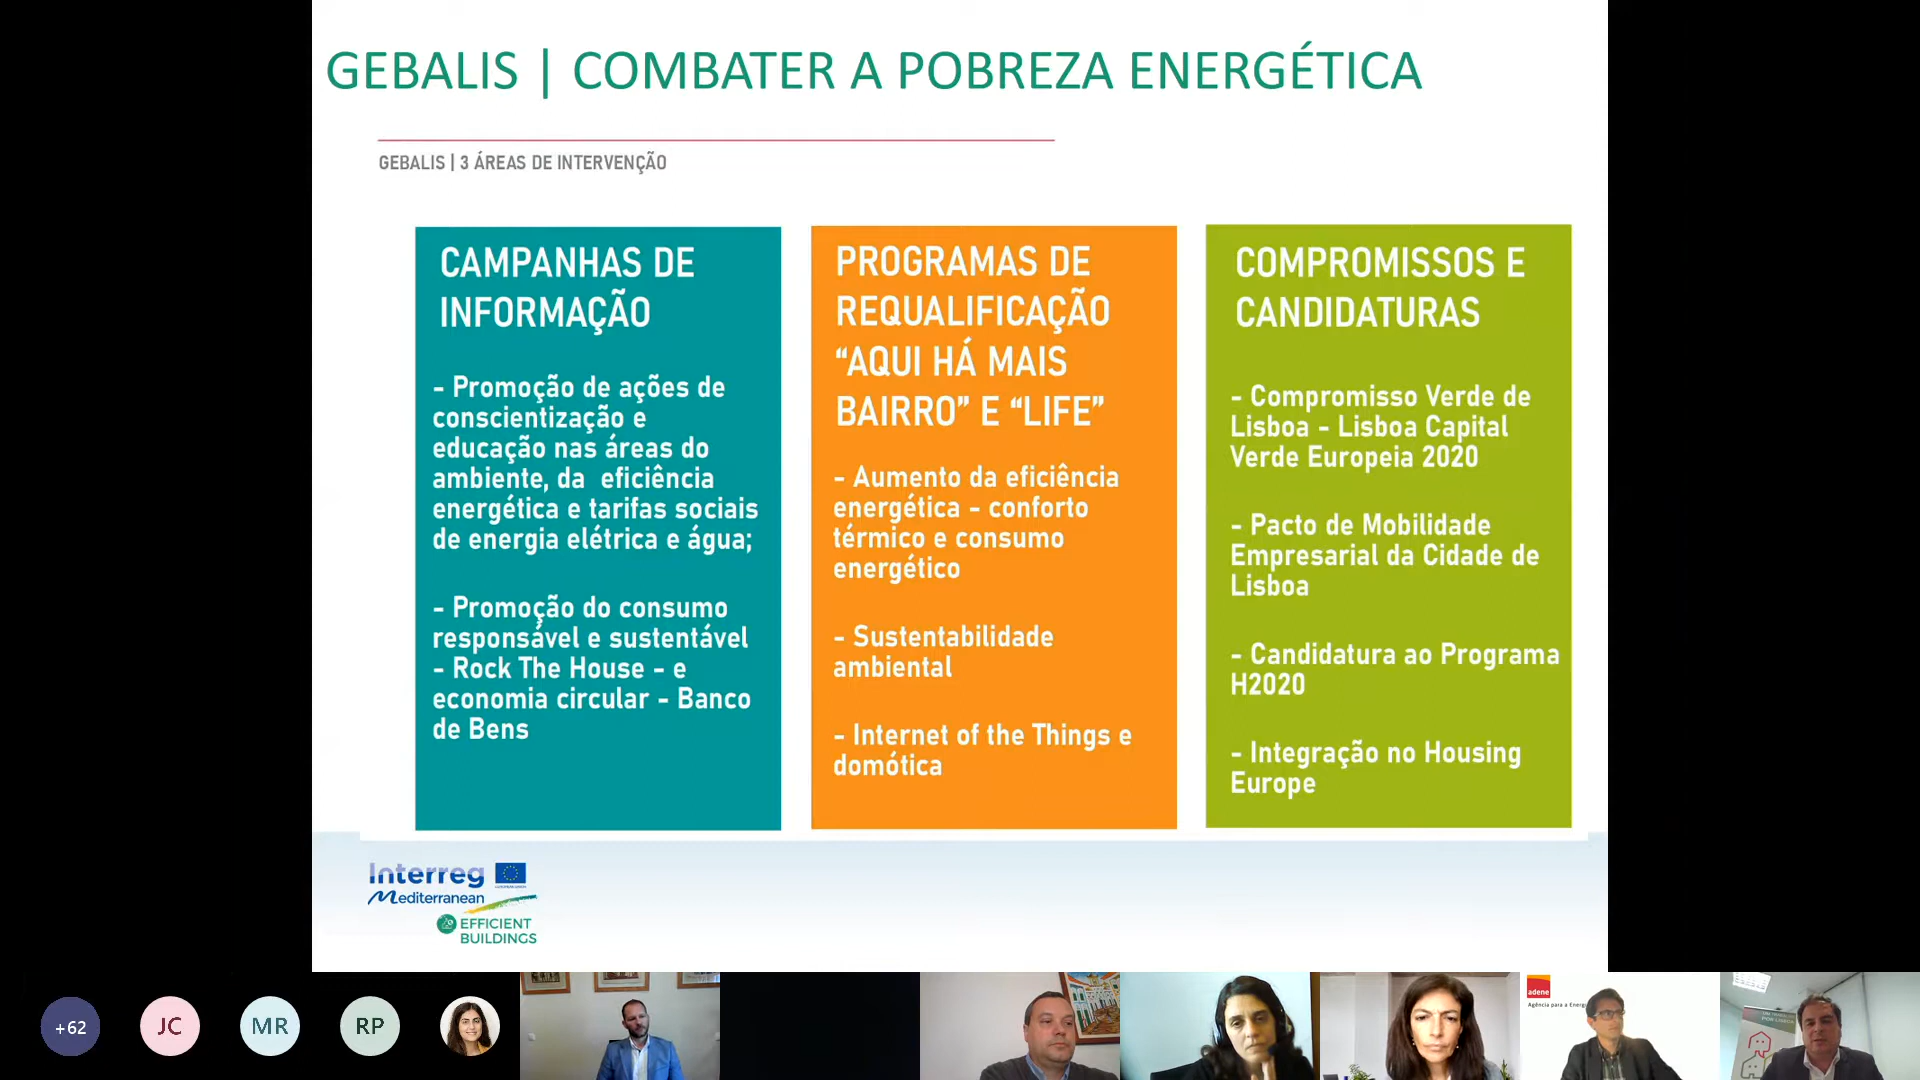 GEBALIS | COMBATER A POBREZA ENERGÉTICA
GEBALIS | 3 ÁREAS DE INTERVENÇÃO
CAMPANHAS DE
INFORMAÇÃO
- Promoção de ações de
conscientização e
educação nas áreas do
ambiente, da eficiência
energética e tarifas sociais
de energia elétrica e água;
- Promoção do consumo
responsável e sustentável
- Rock The House - e
economia circular - Banco
de Bens
PROGRAMAS DE
REQUALIFICAÇÃO
“AQUI HÁ MAIS
BAIRRO” E “LIFE”
- Aumento da eficiência
energética - conforto
térmico e consumo
energético
- Sustentabilidade
ambiental
- Internet of the Things e
domótica
COMPROMISSOS E
CANDIDATURAS
- Compromisso Verde de
Lisboa - Lisboa Capital
Verde Europeia 2020
- Pacto de Mobilidade
Empresarial da Cidade de
Lisboa
- Candidatura ao Programa
H2020
- Integração no Housing
Europe
Interreg
Mediterranean
EFFICIENT
BUILDINGS
+62
JC
MR
RP
adene
Agência para a Energia